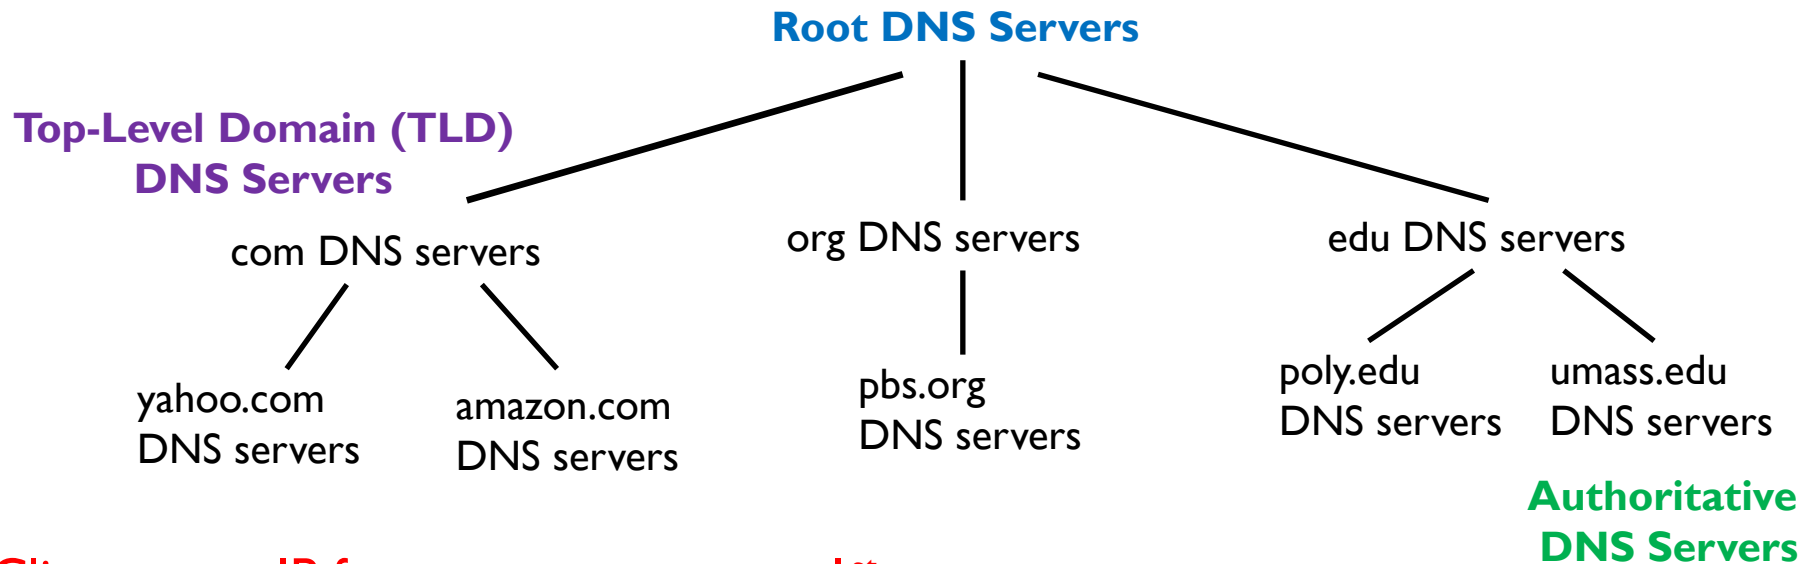 Root DNS Servers
Top-Level Domain (TLD)
DNS Servers
com DNS servers
org DNS servers
edu DNS servers
yahoo.com
DNS servers
amazon.com
DNS servers
pbs.org
DNS servers
poly.edu
DNS servers
umass.edu
DNS servers
Authoritative
DNS Servers